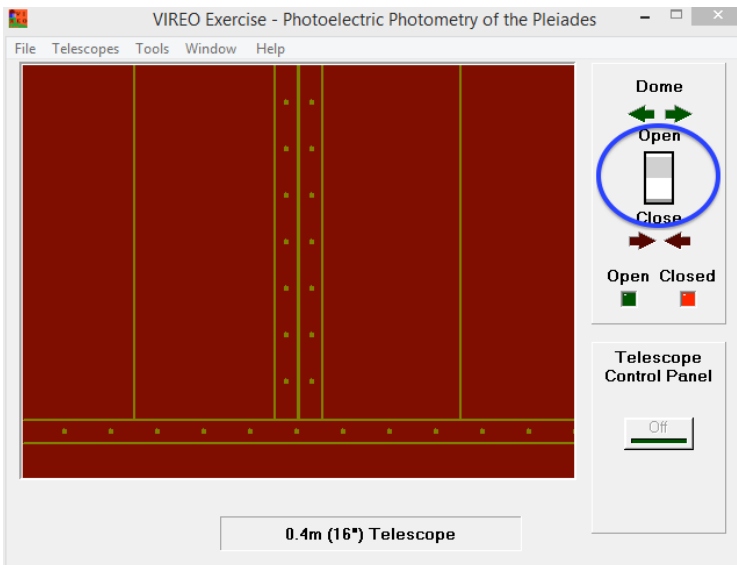 VIREO Exercise - Photoelectric Photometry of the Pleiades
File Telescopes Tools Window Help
Dome
Open
Close
Open Closed
Telescope
Control Panel
Off
0.4m (16") Telescope